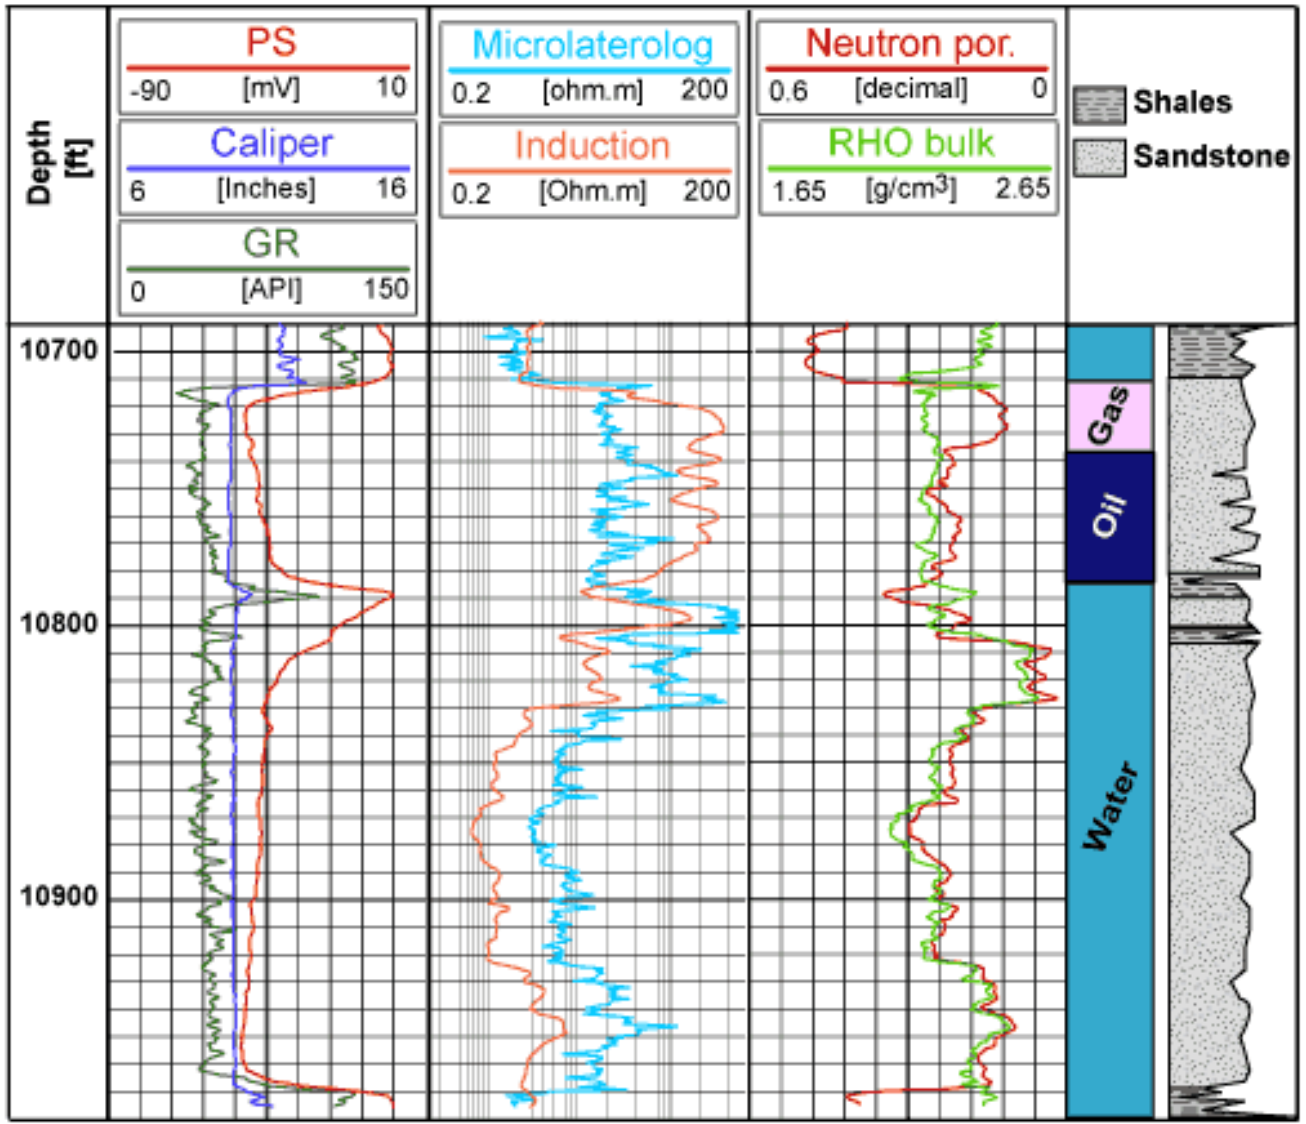 PS
-90 [mV] 10
Caliper
6 [Inches] 16
GR
0 [API] 150
Microlaterolog
0.2 [ohm.m] 200
Induction
0.2 [Ohm.m] 200
Neutron por.
0.6 [decimal] 0
RHO bulk
1.65 [g/cm3] 2.65
Shales
Sandstone
Depth
[ft]
10700
10800
10900
Gas
Oil
Water